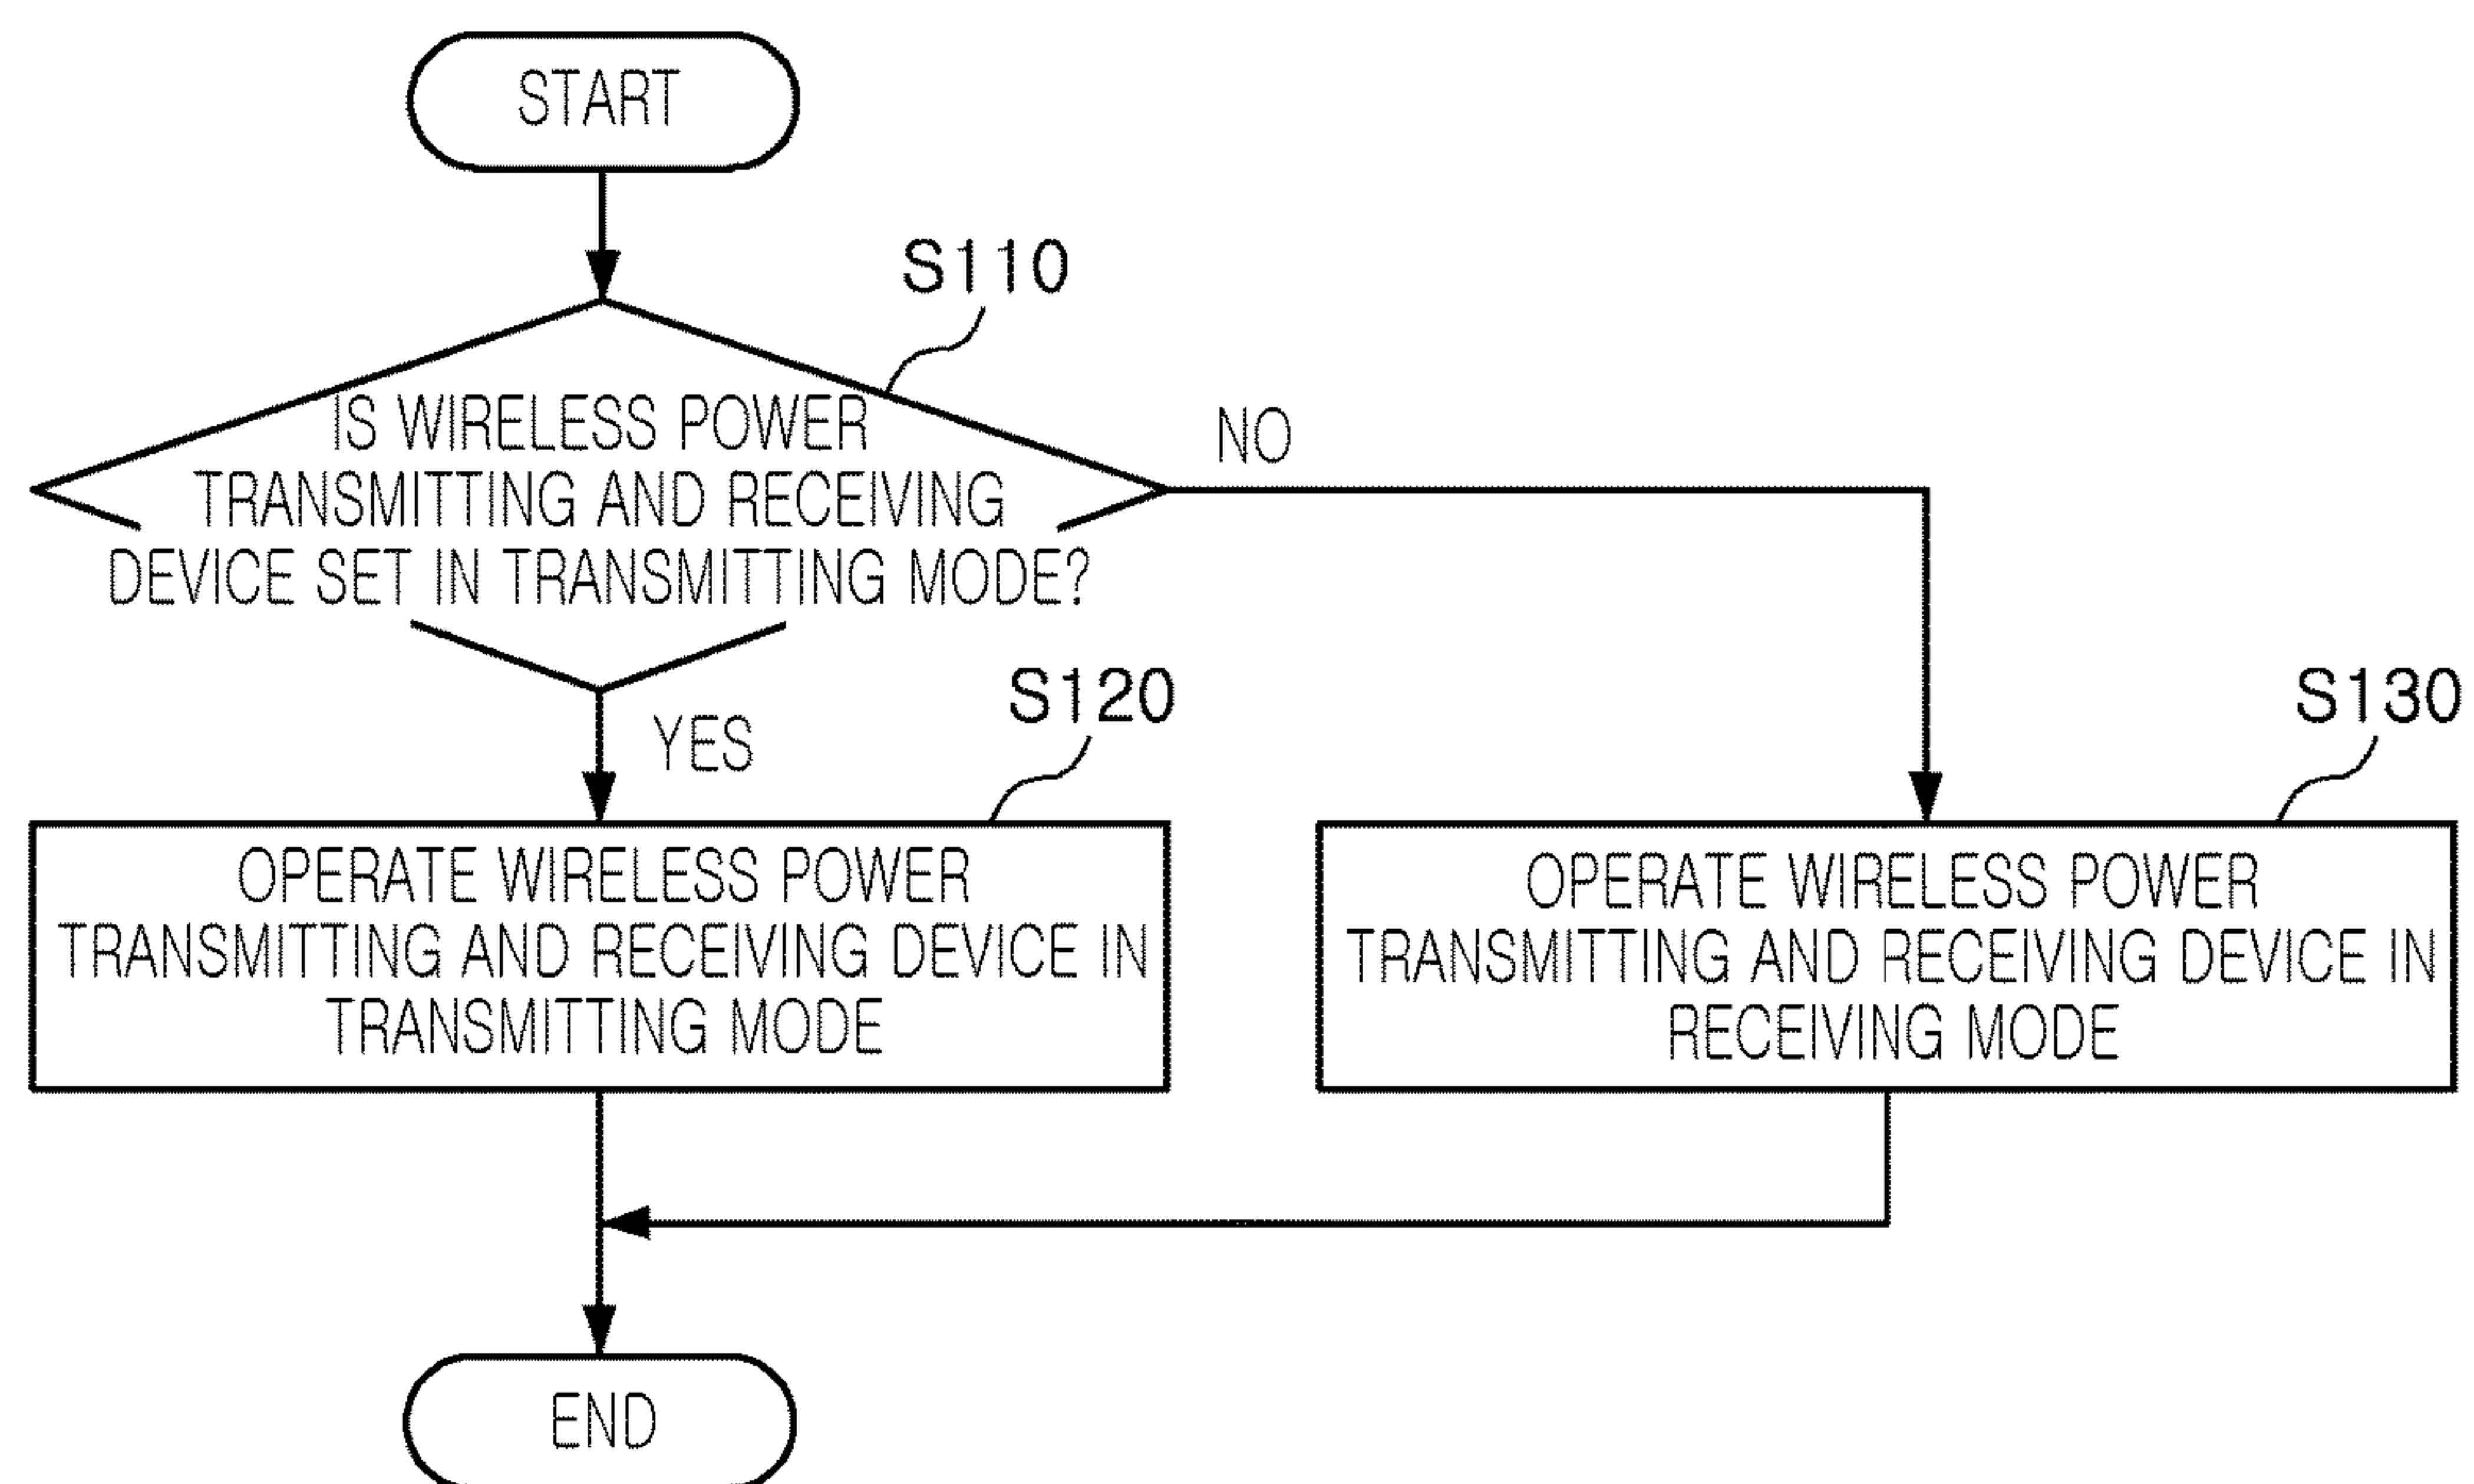 START
S110
IS WIRELESS POWER
TRANSMITTING AND RECEIVING
DEVICE SET IN TRANSMITTING MODE?
NO
YES
S120
OPERATE WIRELESS POWER
TRANSMITTING AND RECEIVING DEVICE IN
TRANSMITTING MODE
S130
OPERATE WIRELESS POWER
TRANSMITTING AND RECEIVING DEVICE IN
RECEIVING MODE
END